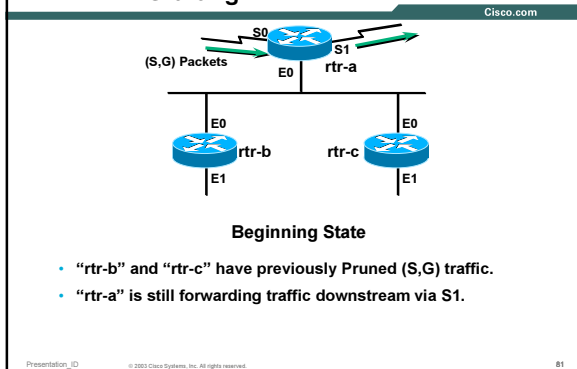 Cisco.com
S0
S1
(S,G) Packets
E0
rtr-a
E0
E0
rtr-b
rtr-c
E1
E1
Beginning State
• “rtr-b” and “rtr-c” have previously Pruned (S,G) traffic.
• “rtr-a” is still forwarding traffic downstream via S1.
Presentation_ID
© 2003 Cisco Systems, Inc. All rights reserved.
81